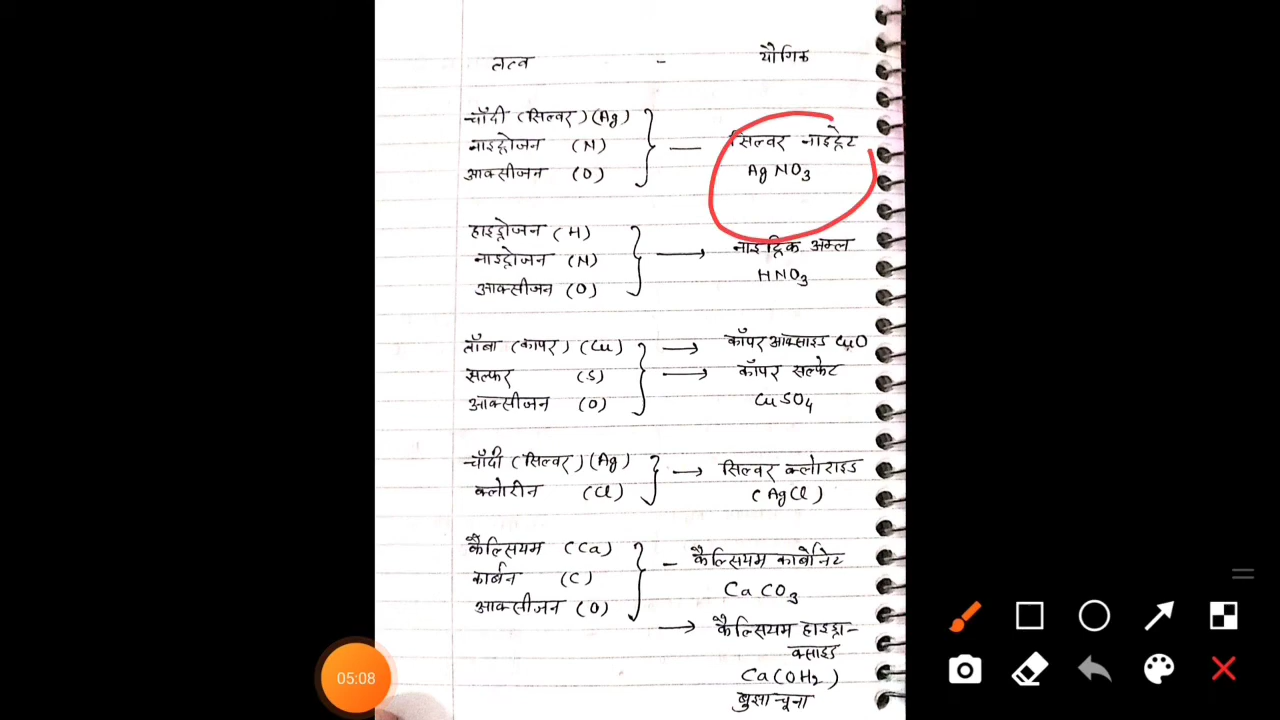 तत्व - यौगिक
चाँदी (सिल्वर) (Ag)
नाइट्रोजन (N)
आक्सीजन (O)
सिल्वर नाइट्रेट
AgNO3
हाइड्रोजन (H)
नाइट्रोजन (N)
आक्सीजन (O)
नाइट्रिक अम्ल
HNO3
ताँबा (कापर) (Cu)
सल्फर (S)
आक्सीजन (O)
कॉपर ऑक्साइड CuO
कॉपर सल्फेट
CuSO4
चाँदी (सिल्वर) (Ag)
क्लोरीन (Cl)
सिल्वर क्लोराइड
(AgCl)
कैल्सियम (Ca)
कार्बन (C)
आक्सीजन (O)
कैल्सियम कार्बोनेट
CaCO3
कैल्सियम हाइड्रा-
क्साइड
Ca(OH2)
बुझा चूना
05:08